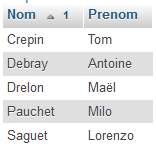 Nom 1 Prenom
Crepin Tom
Debray Antoine
Drelon Maël
Pauchet Milo
Saguet Lorenzo